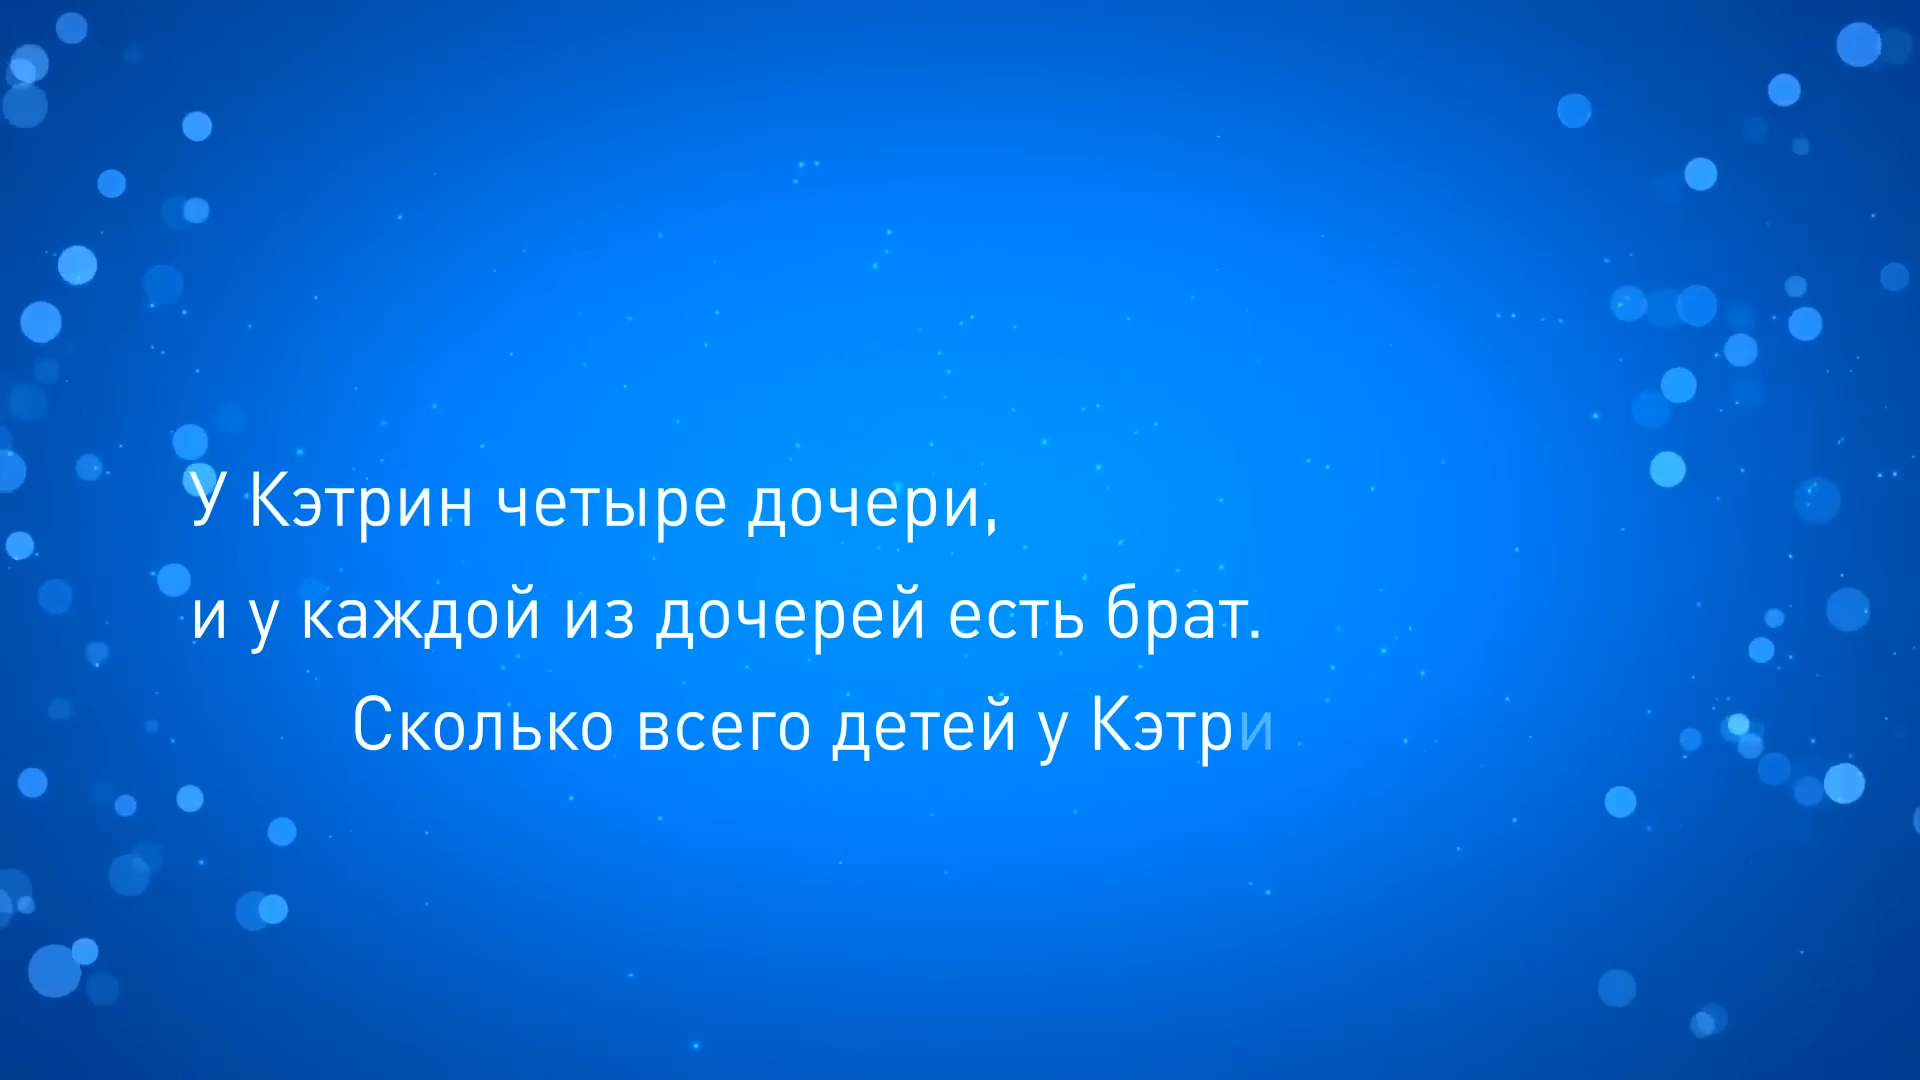 У Кэтрин четыре дочери,
и у каждой из дочерей есть брат.
Сколько всего детей у Кэтри